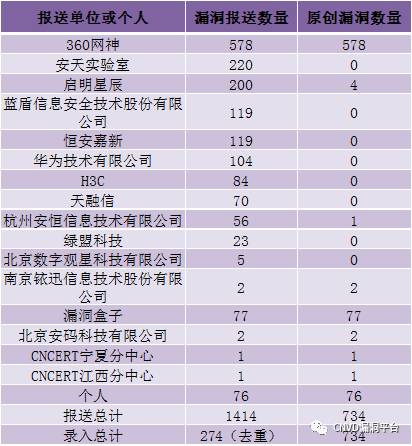 报送单位或个人 漏洞报送数量 原创漏洞数量
360网神 578 578
安天实验室 220 0
启明星辰 200 4
蓝盾信息安全技术股份有限
公司 119 0
恒安嘉新 119 0
华为技术有限公司 104 0
H3C 84 0
天融信 70 0
杭州安恒信息技术有限公司 56 1
绿盟科技 23 0
北京数字观星科技有限公司 5 0
南京铱迅信息技术股份有限
公司 2 2
漏洞盒子 77 77
北京安码科技有限公司 2 2
CNCERT宁夏分中心 1 1
CNCERT江西分中心 1 1
个人 76 76
报送总计 1414 734
录入总计 274（去重） 734
CNVD漏洞平台